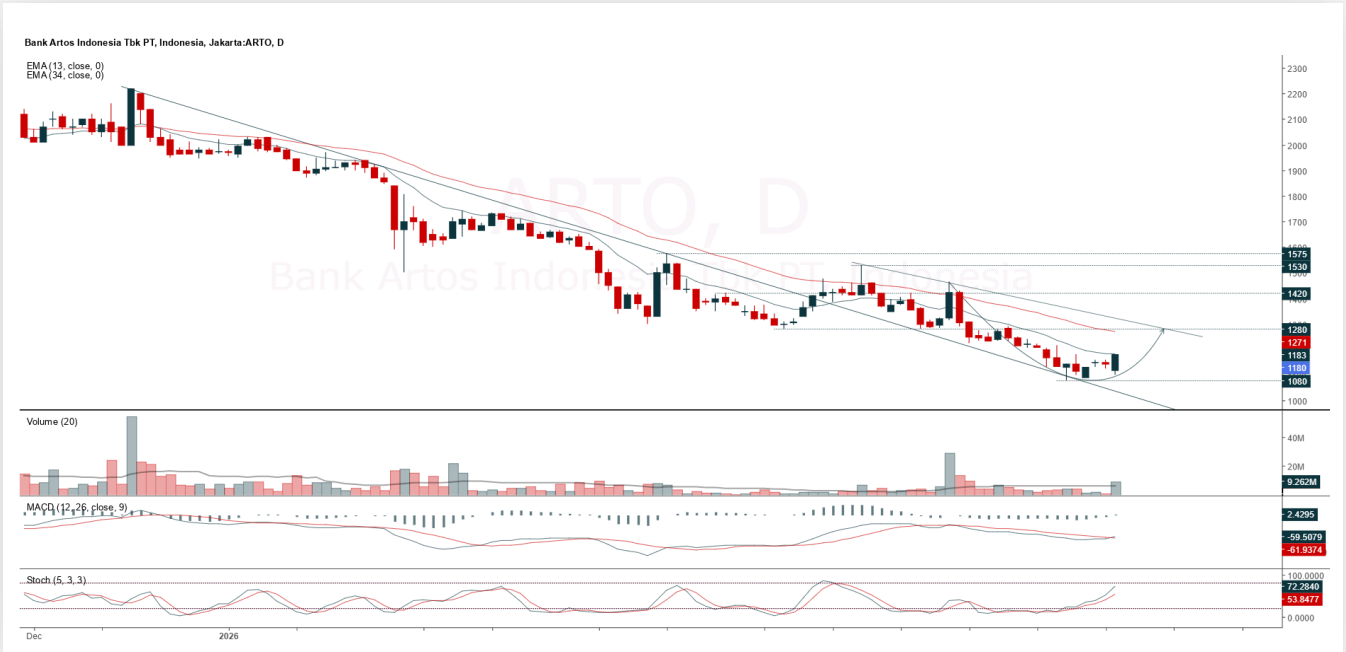 Bank Artos Indonesia Tbk PT, Indonesia, Jakarta:ARTO, D
EMA (13, close, 0)
EMA (34, close, 0)
ARTO, D
Bank Artos Indonesia Tbk PT, Indonesia
2300
2200
2100
2000
1900
1800
1700
1575
1530
1420
1280
1271
1183
1180
1080
1000
Volume (20)
40M
20M
9.262M
MACD (12, 26, close, 9)
2.4295
-59.5079
-61.9374
Stoch (5, 3, 3)
100.0000
72.2840
53.8477
0.0000
Dec
2026